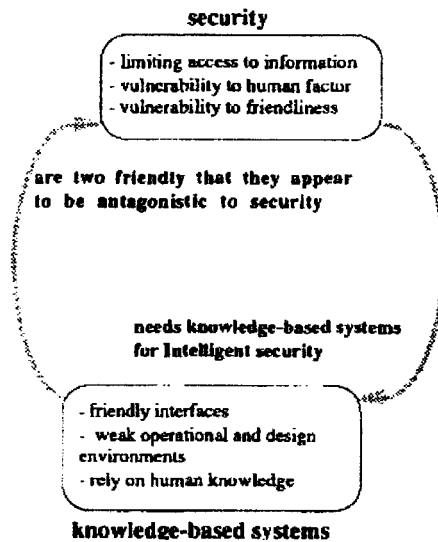 security
- limiting access to information
- vulnerability to human factor
- vulnerability to friendliness
are two friendly that they appear
to be antagonistic to security
needs knowledge-based systems
for Intelligent security
- friendly interfaces
- weak operational and design
environments
- rely on human knowledge
knowledge-based systems